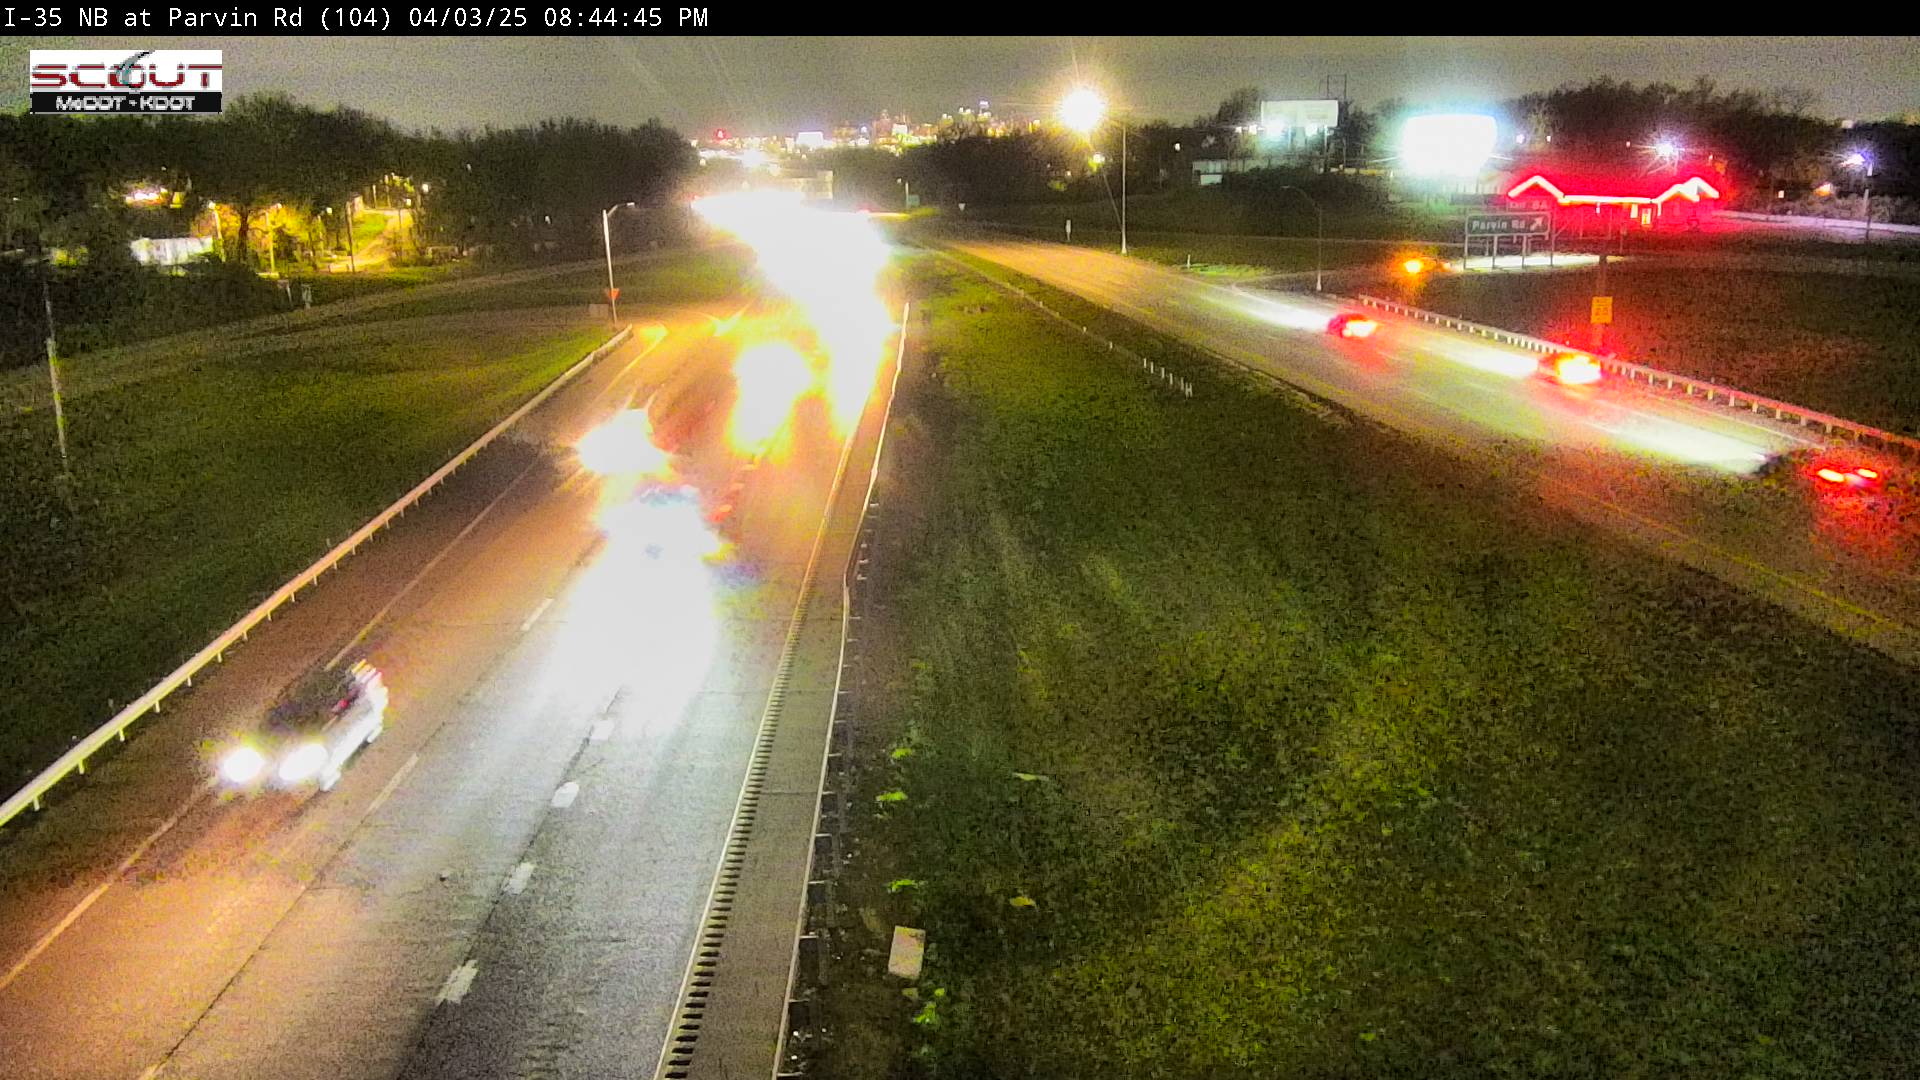 I-35 NB at Parvin Rd (104) 04/03/25 08:44:45 PM
SCOUT
MoDOT - KDOT
Parvin Rd